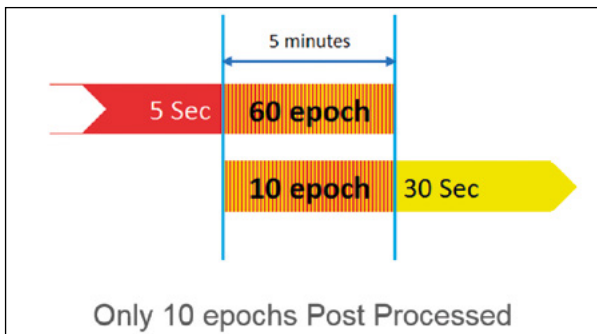 5 minutes
5 Sec 60 epoch
10 epoch 30 Sec
Only 10 epochs Post Processed